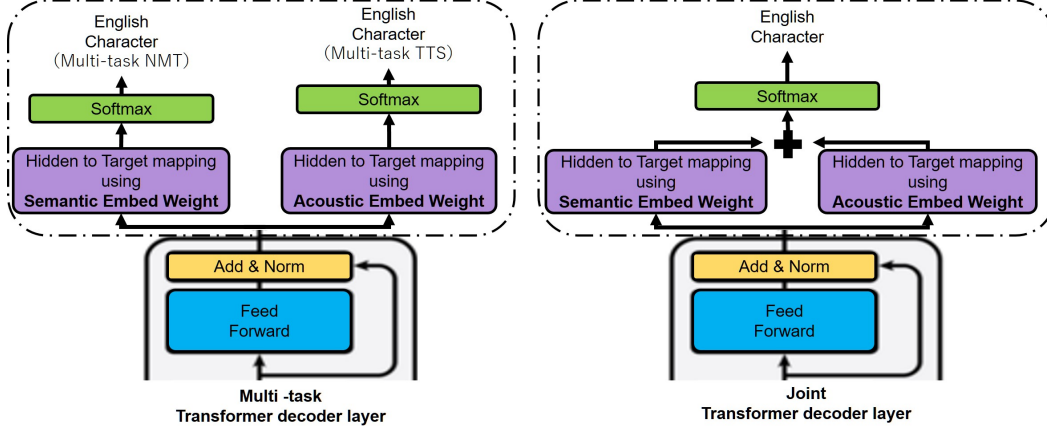 English
Character
(Multi-task NMT)
Softmax
Hidden to Target mapping
using
Semantic Embed Weight
English
Character
(Multi-task TTS)
Softmax
Hidden to Target mapping
using
Acoustic Embed Weight
Add & Norm
Feed
Forward
Multi -task
Transformer decoder layer
English
Character
Softmax
Hidden to Target mapping
using
Semantic Embed Weight
Hidden to Target mapping
using
Acoustic Embed Weight
Add & Norm
Feed
Forward
Joint
Transformer decoder layer